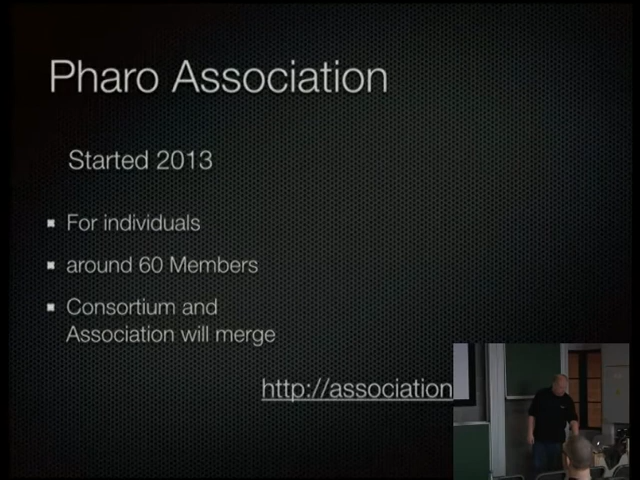 Pharo Association
Started 2013
For individuals
around 60 Members
Consortium and
Association will merge
http://association